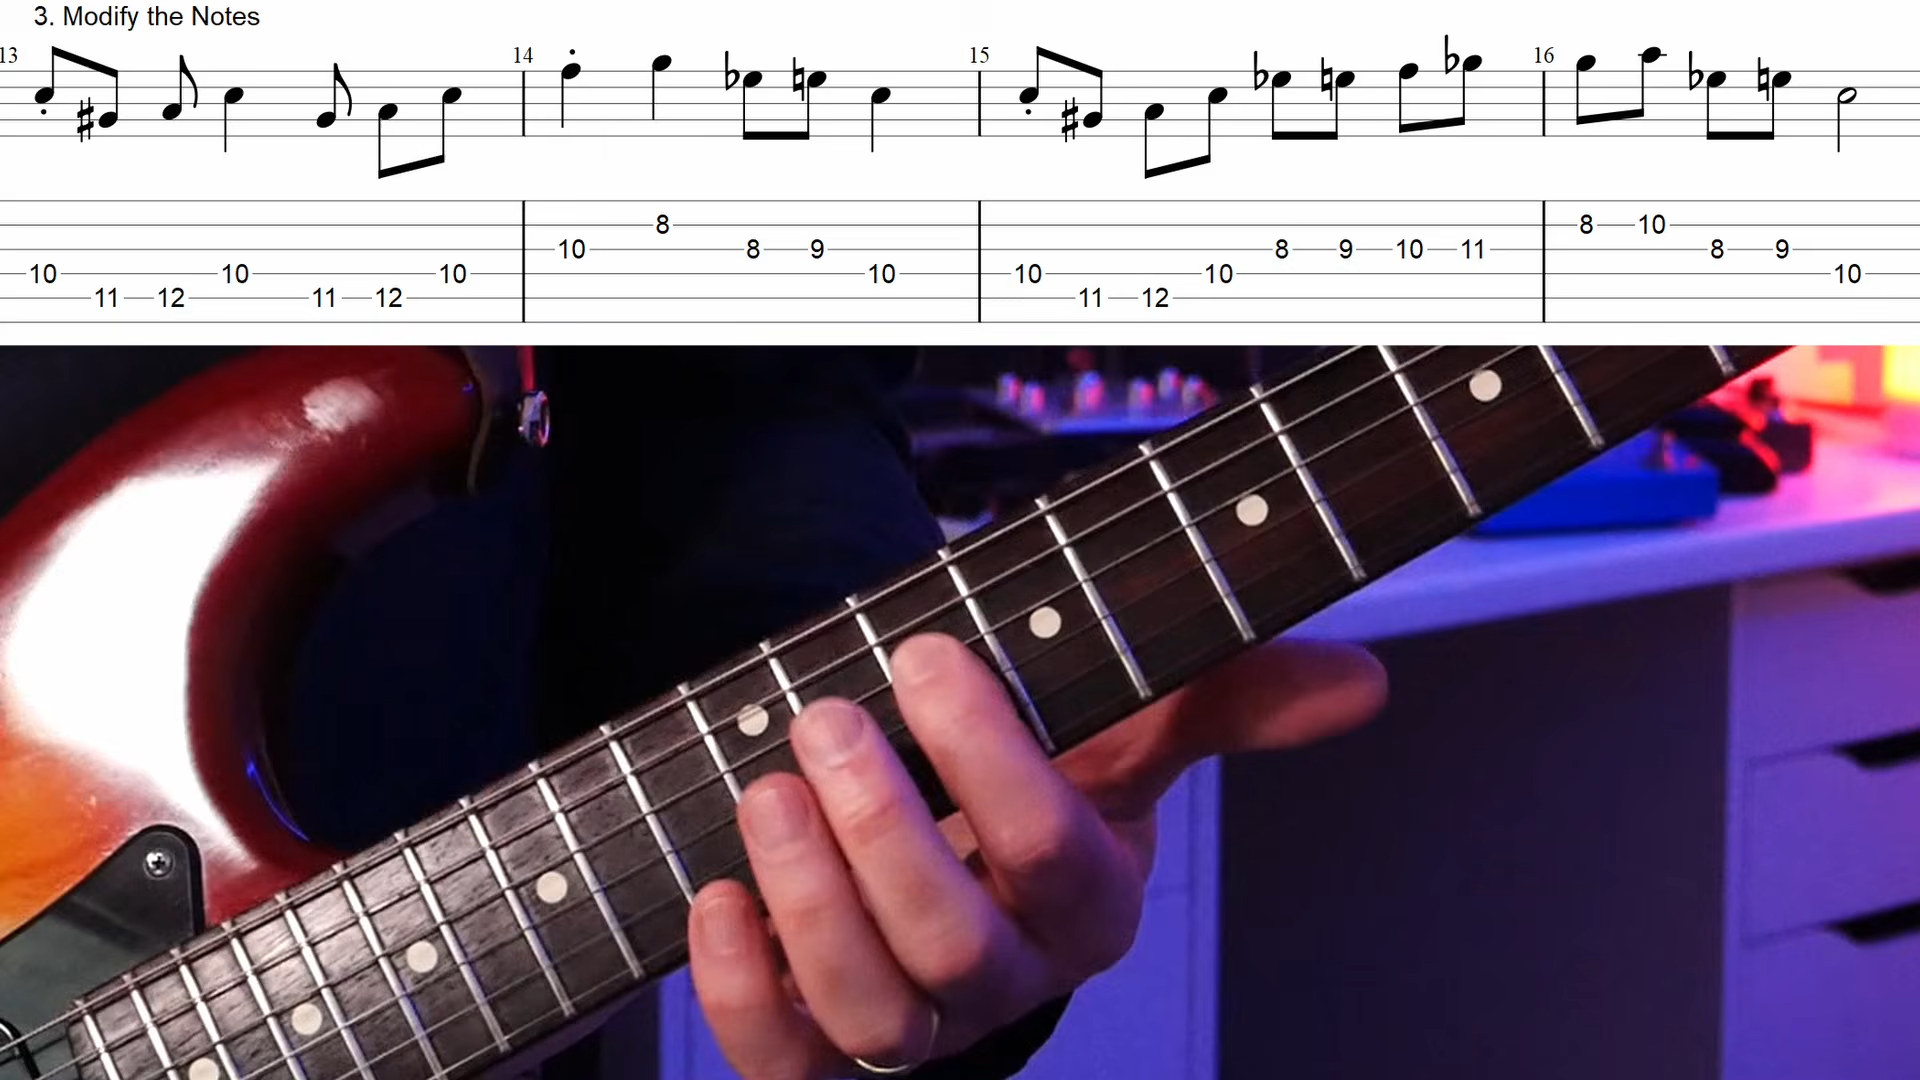 3. Modify the Notes
13 14 15 16
8 8 10
10 8 9 8 9 10 11 8 9
10 10 10 10 10 10 10
11 12 11 12 11 12